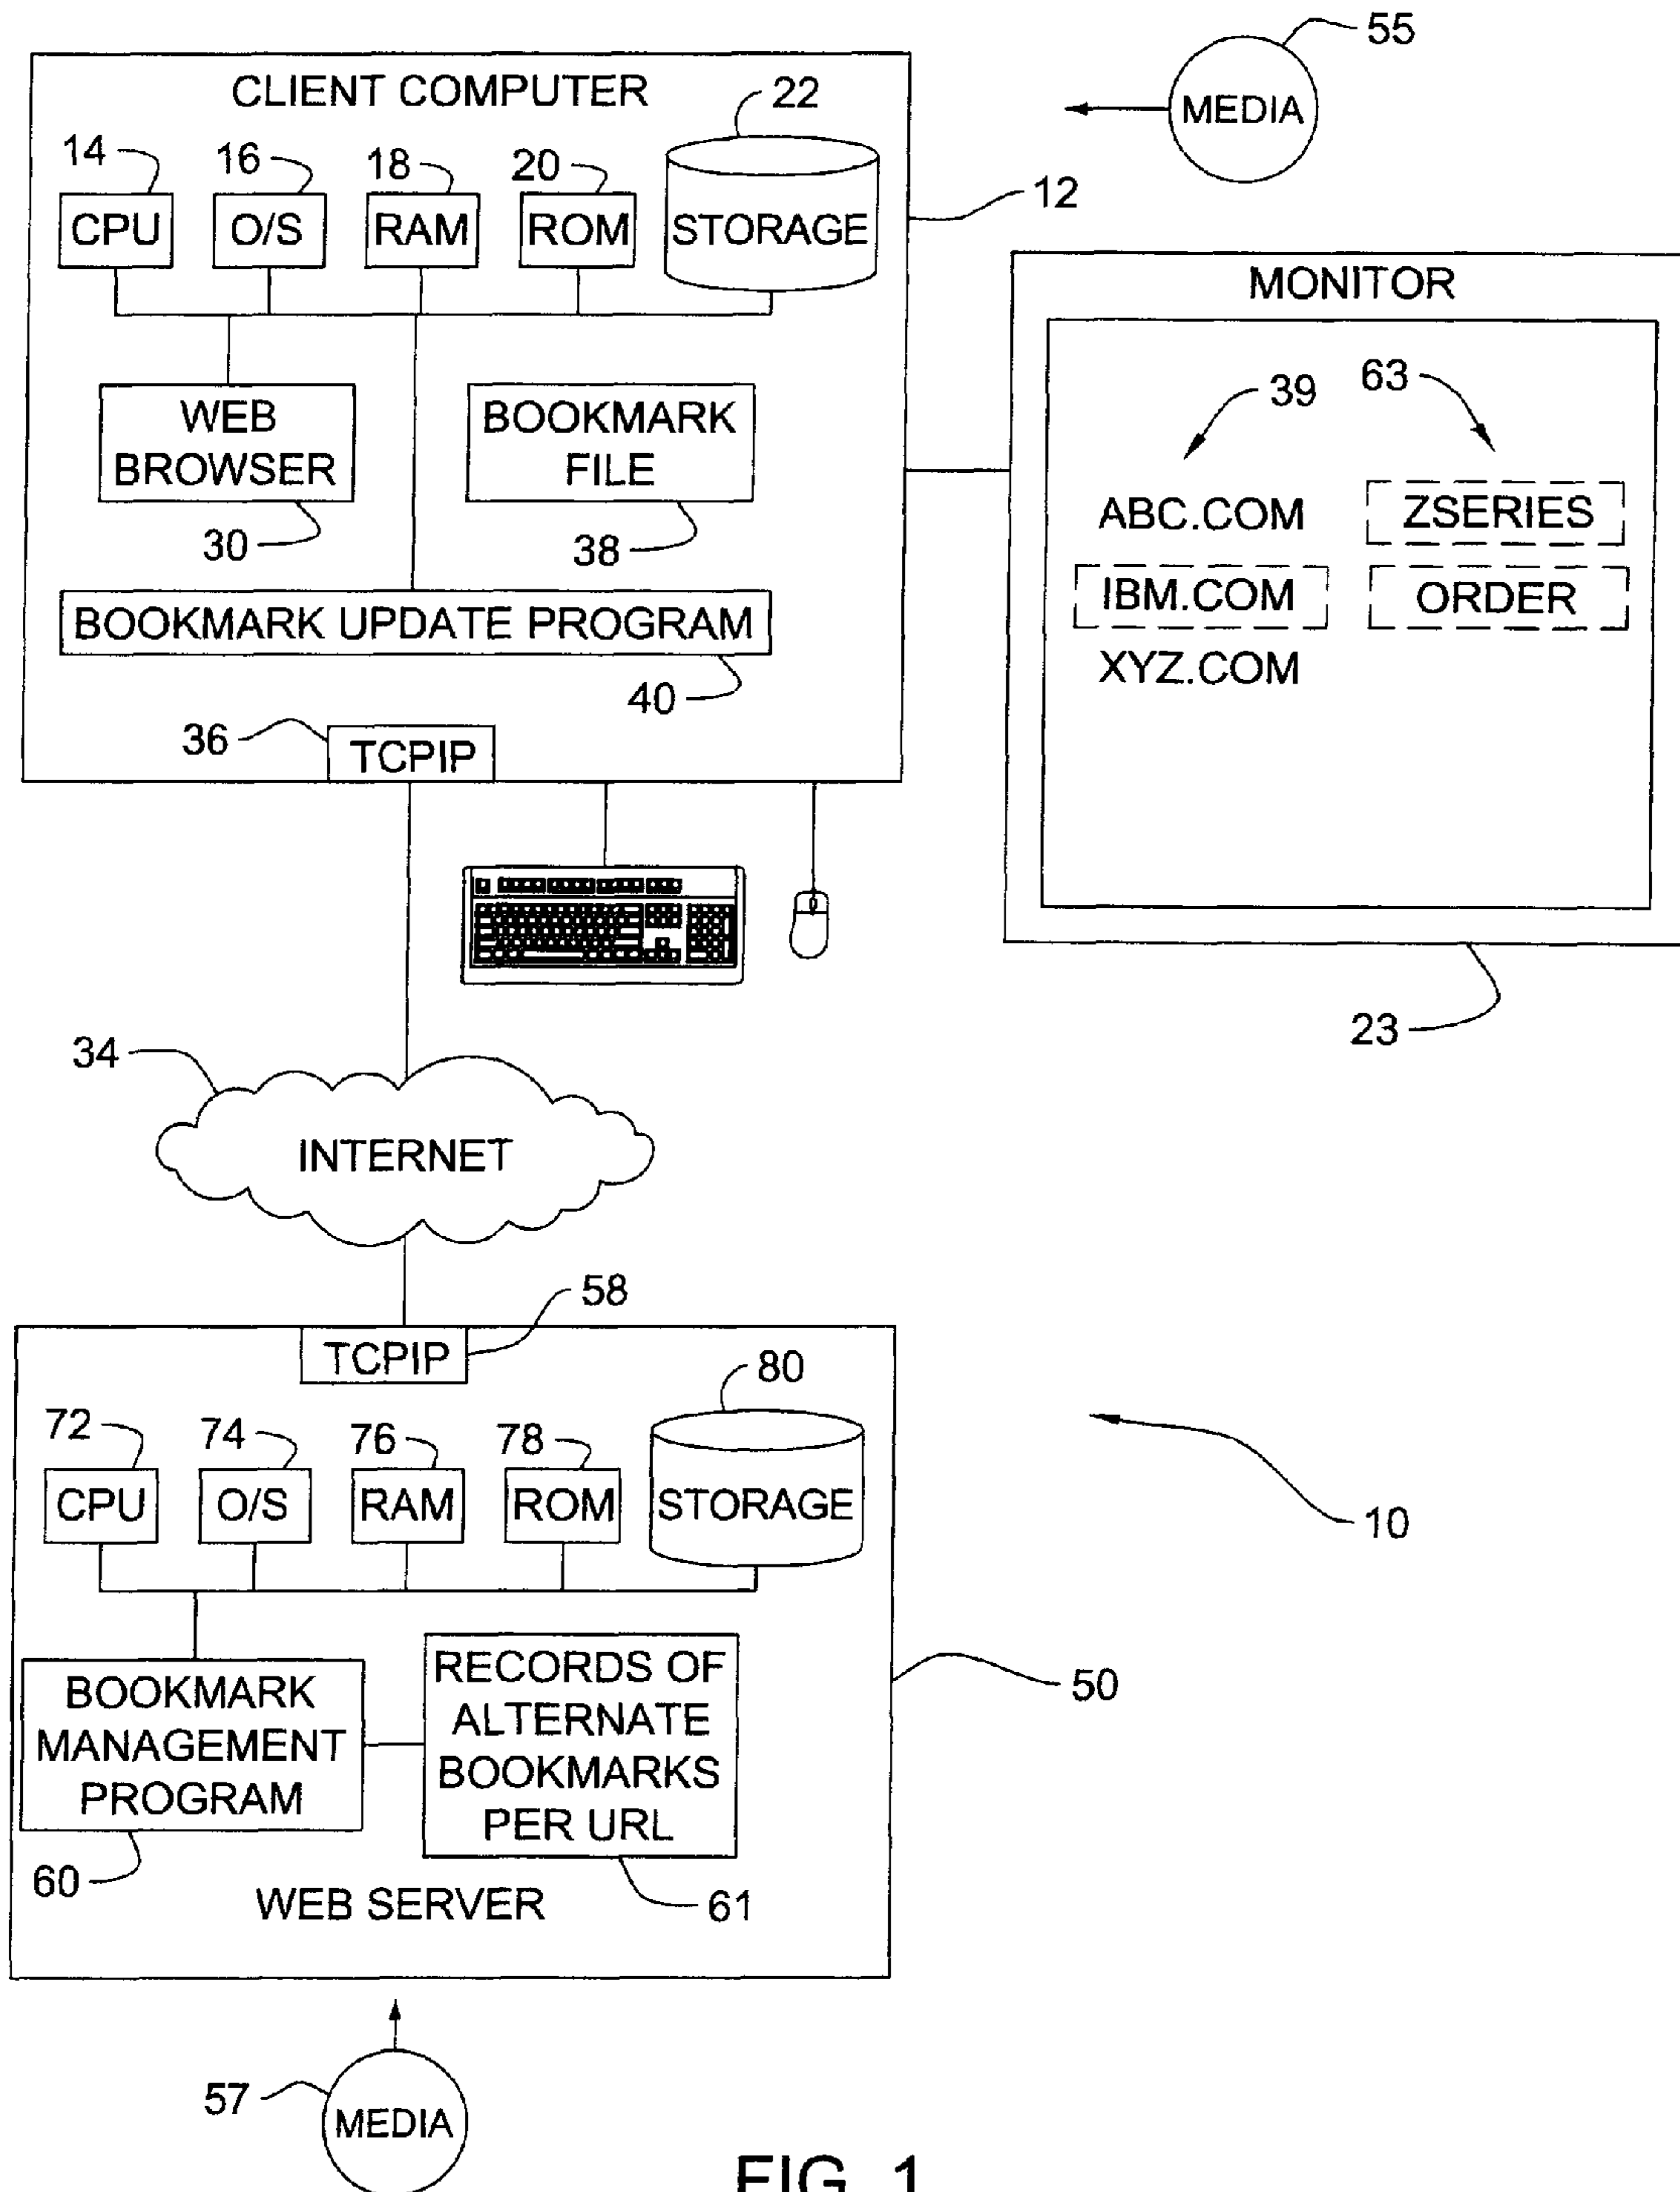 55
MEDIA
CLIENT COMPUTER
22
14
16
18
20
CPU
O/S
RAM
ROM
STORAGE
12
MONITOR
39
63
WEB
BROWSER
30
BOOKMARK
FILE
38
ABC.COM
ZSERIES
IBM.COM
ORDER
XYZ.COM
BOOKMARK UPDATE PROGRAM
40
36
TCPIP
23
34
INTERNET
58
TCPIP
80
72
74
76
78
CPU
O/S
RAM
ROM
STORAGE
10
50
BOOKMARK
MANAGEMENT
PROGRAM
60
RECORDS OF
ALTERNATE
BOOKMARKS
PER URL
61
WEB SERVER
57
MEDIA
FIG. 1